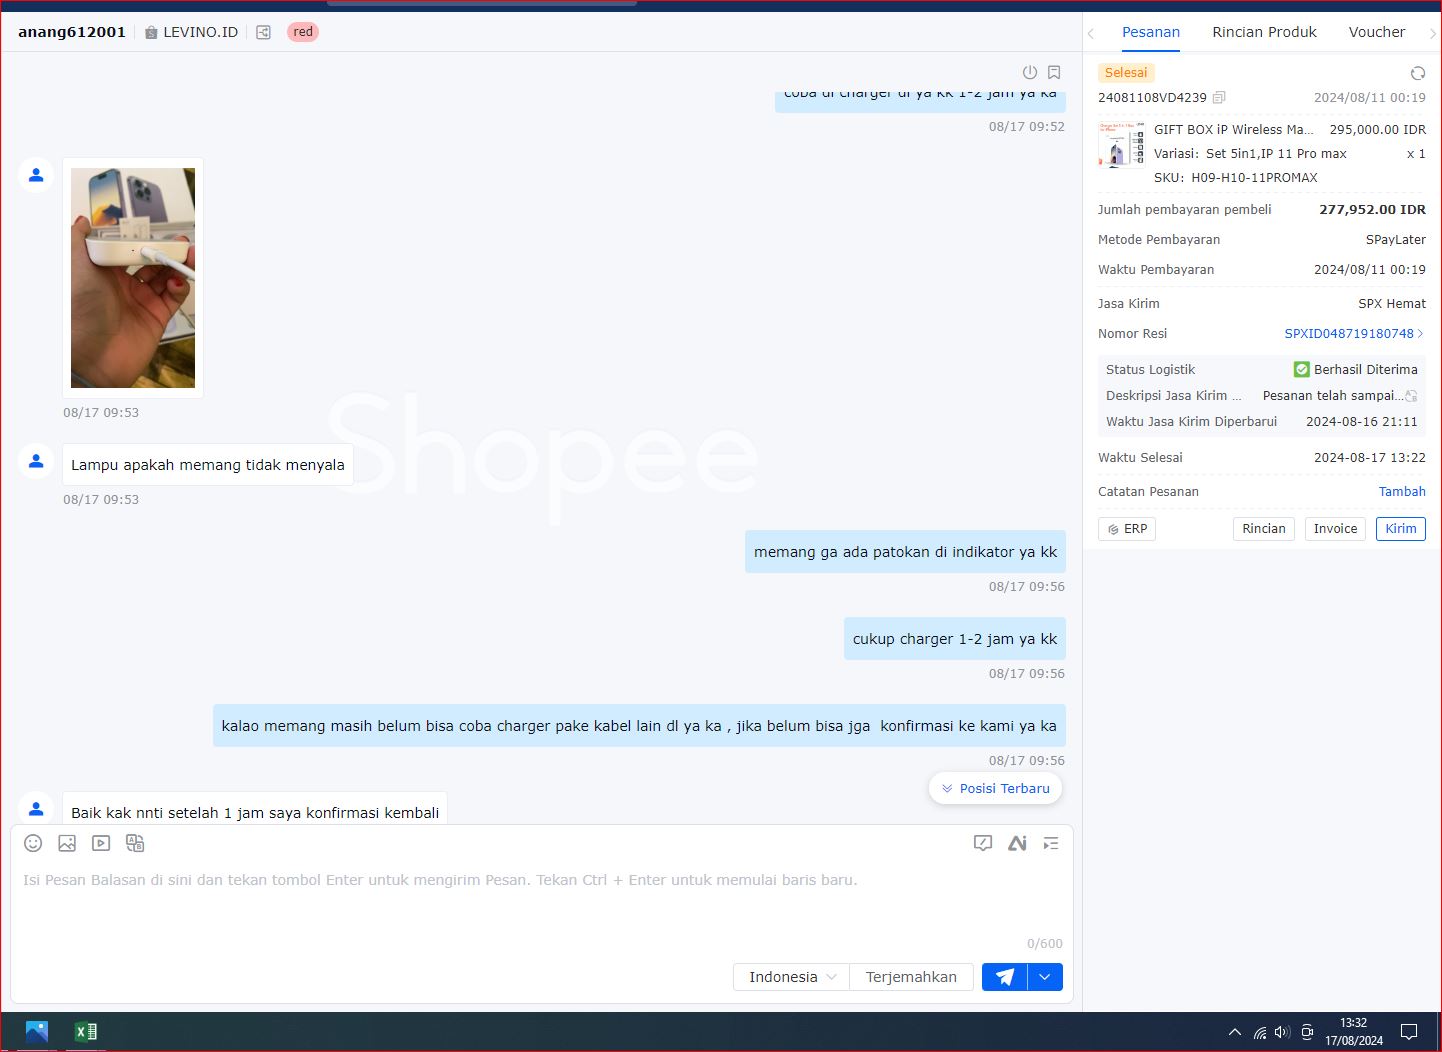 anang612001
LEVINO.ID
red
Pesanan
Rincian Produk
Voucher
coba di charger dl ya kk 1-2 jam ya ka
08/17 09:52
08/17 09:53
Lampu apakah memang tidak menyala
08/17 09:53
Shopee
memang ga ada patokan di indikator ya kk
08/17 09:56
cukup charger 1-2 jam ya kk
08/17 09:56
kalao memang masih belum bisa coba charger pake kabel lain dl ya ka , jika belum bisa jga  konfirmasi ke kami ya ka
08/17 09:56
Posisi Terbaru
Baik kak nnti setelah 1 jam saya konfirmasi kembali
Isi Pesan Balasan di sini dan tekan tombol Enter untuk mengirim Pesan. Tekan Ctrl + Enter untuk memulai baris baru.
0/600
Indonesia
Terjemahkan
Selesai
24081108VD4239
2024/08/11 00:19
GIFT BOX iP Wireless Ma... 295,000.00 IDR
Variasi: Set 5in1,IP 11 Pro max x 1
SKU: H09-H10-11PROMAX
Jumlah pembayaran pembeli 277,952.00 IDR
Metode Pembayaran SPayLater
Waktu Pembayaran 2024/08/11 00:19
Jasa Kirim SPX Hemat
Nomor Resi SPXID048719180748
Status Logistik Berhasil Diterima
Deskripsi Jasa Kirim ... Pesanan telah sampai...
Waktu Jasa Kirim Diperbarui 2024-08-16 21:11
Waktu Selesai 2024-08-17 13:22
Catatan Pesanan Tambah
ERP
Rincian
Invoice
Kirim
13:32
17/08/2024